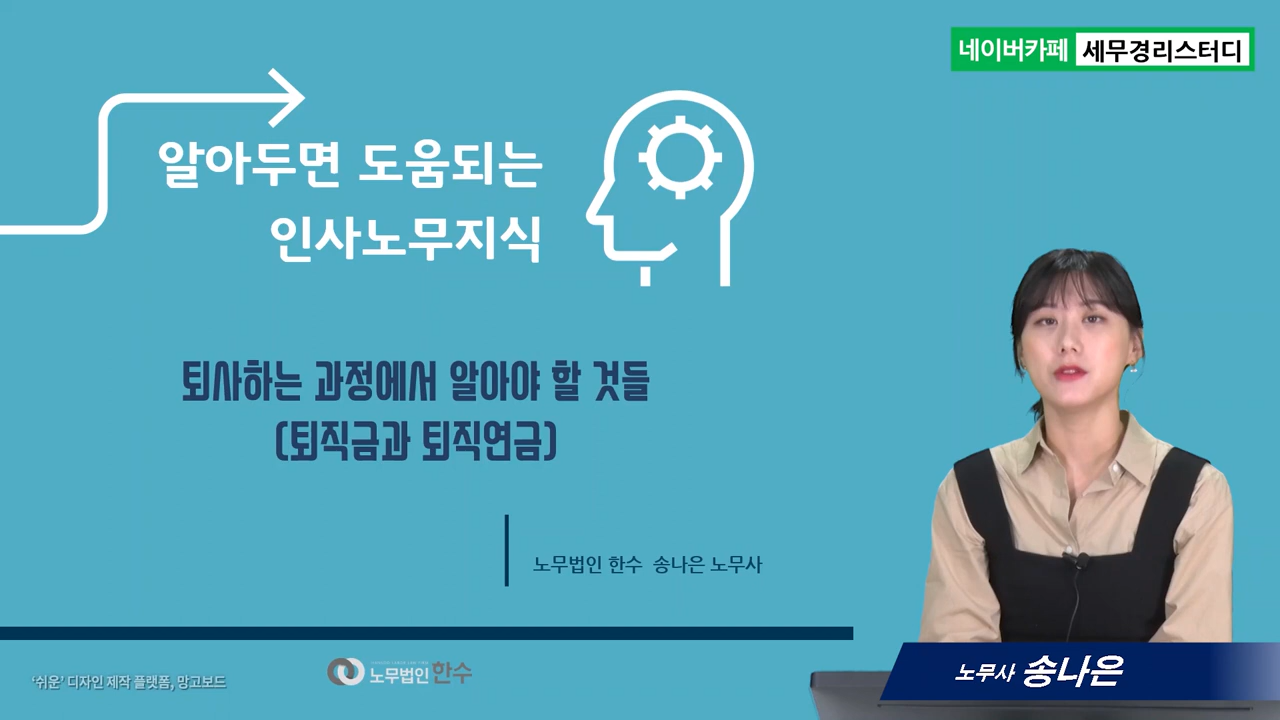 네이버카페 세무경리스터디
알아두면 도움되는
인사노무지식
퇴사하는 과정에서 알아야 할 것들
(퇴직금과 퇴직연금)
노무법인 한수 송나은 노무사
노무사 송나은
노무법인 한수
‘쉬운’ 디자인 제작 플랫폼, 망고보드